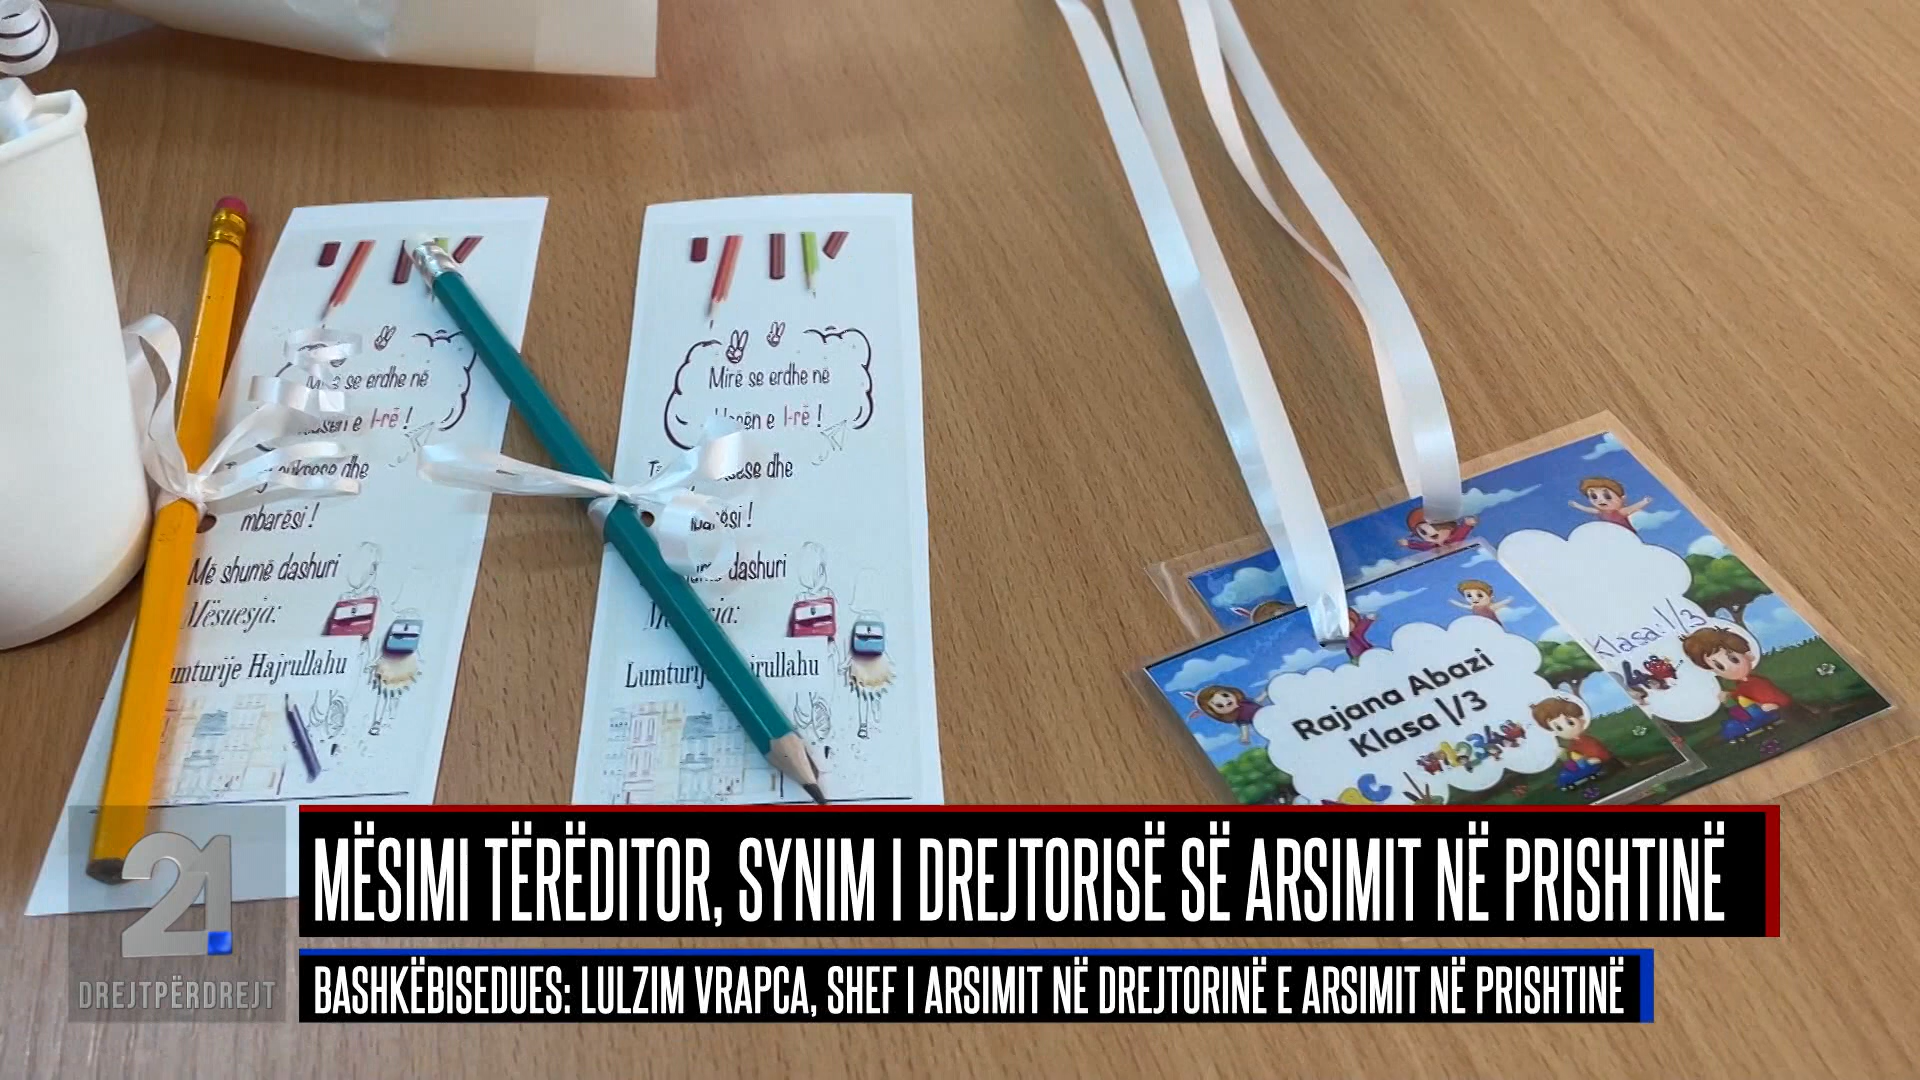 Mirë se erdhe në
e I-rë !
dhe
mbarësi !
Më shumë dashuri
Mësuesja:
Hajrullahu
Mirë se erdhe në
e I-rë !
dhe
dashuri
Rajana Abazi
Klasa I/3
Klasa: I/3
21
DREJTPËRDREJT
MËSIMI TËRËDITOR, SYNIM I DREJTORISË SË ARSIMIT NË PRISHTINË
BASHKËBISEDUES: LULZIM VRAPCA, SHEF I ARSIMIT NË DREJTORINË E ARSIMIT NË PRISHTINË